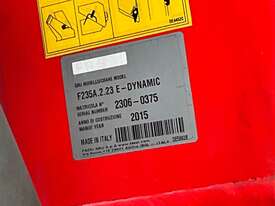 DE44625
GRU MODELLO/CRANE MODEL
F235A.2.23 E-DYNAMIC
MATRICOLA N°
SERIAL NUMBER
2306-0375
ANNO DI COSTRUZIONE
MANUF. YEAR
2015
MADE IN ITALY